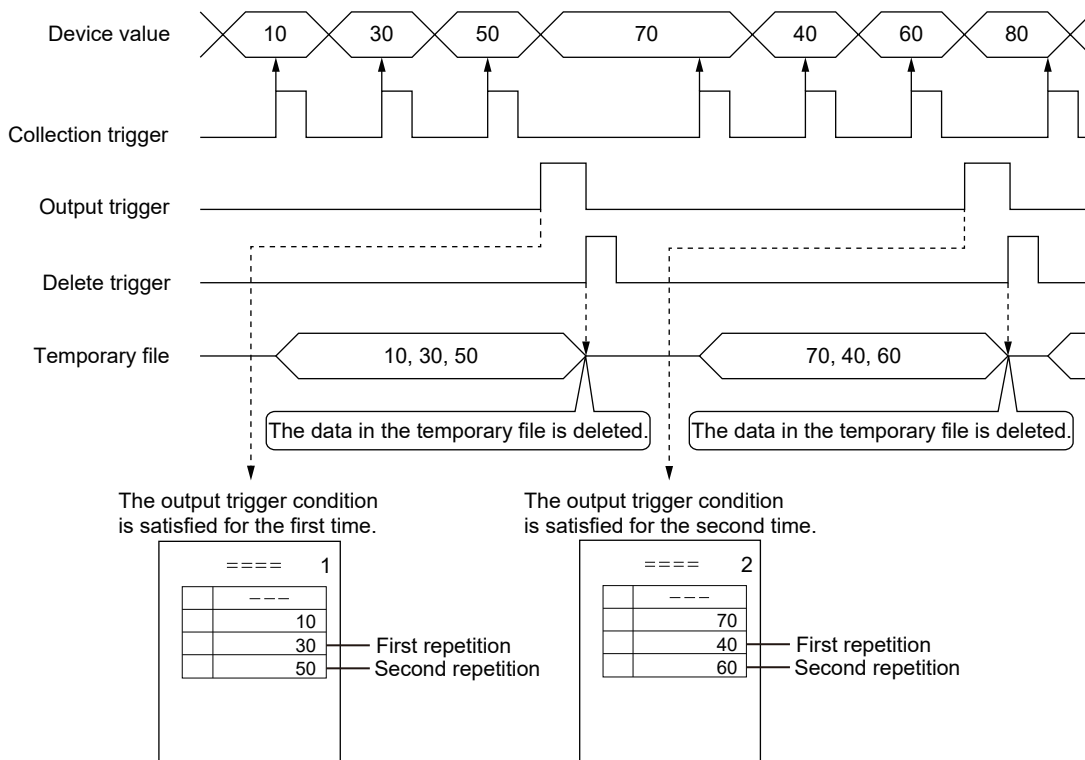 Device value
10
30
50
70
40
60
80
Collection trigger
Output trigger
Delete trigger
Temporary file
10, 30, 50
70, 40, 60
The data in the temporary file is deleted.
The data in the temporary file is deleted.
The output trigger condition
is satisfied for the first time.
The output trigger condition
is satisfied for the second time.
==== 1
---
10
30
50
First repetition
Second repetition
==== 2
---
70
40
60
First repetition
Second repetition